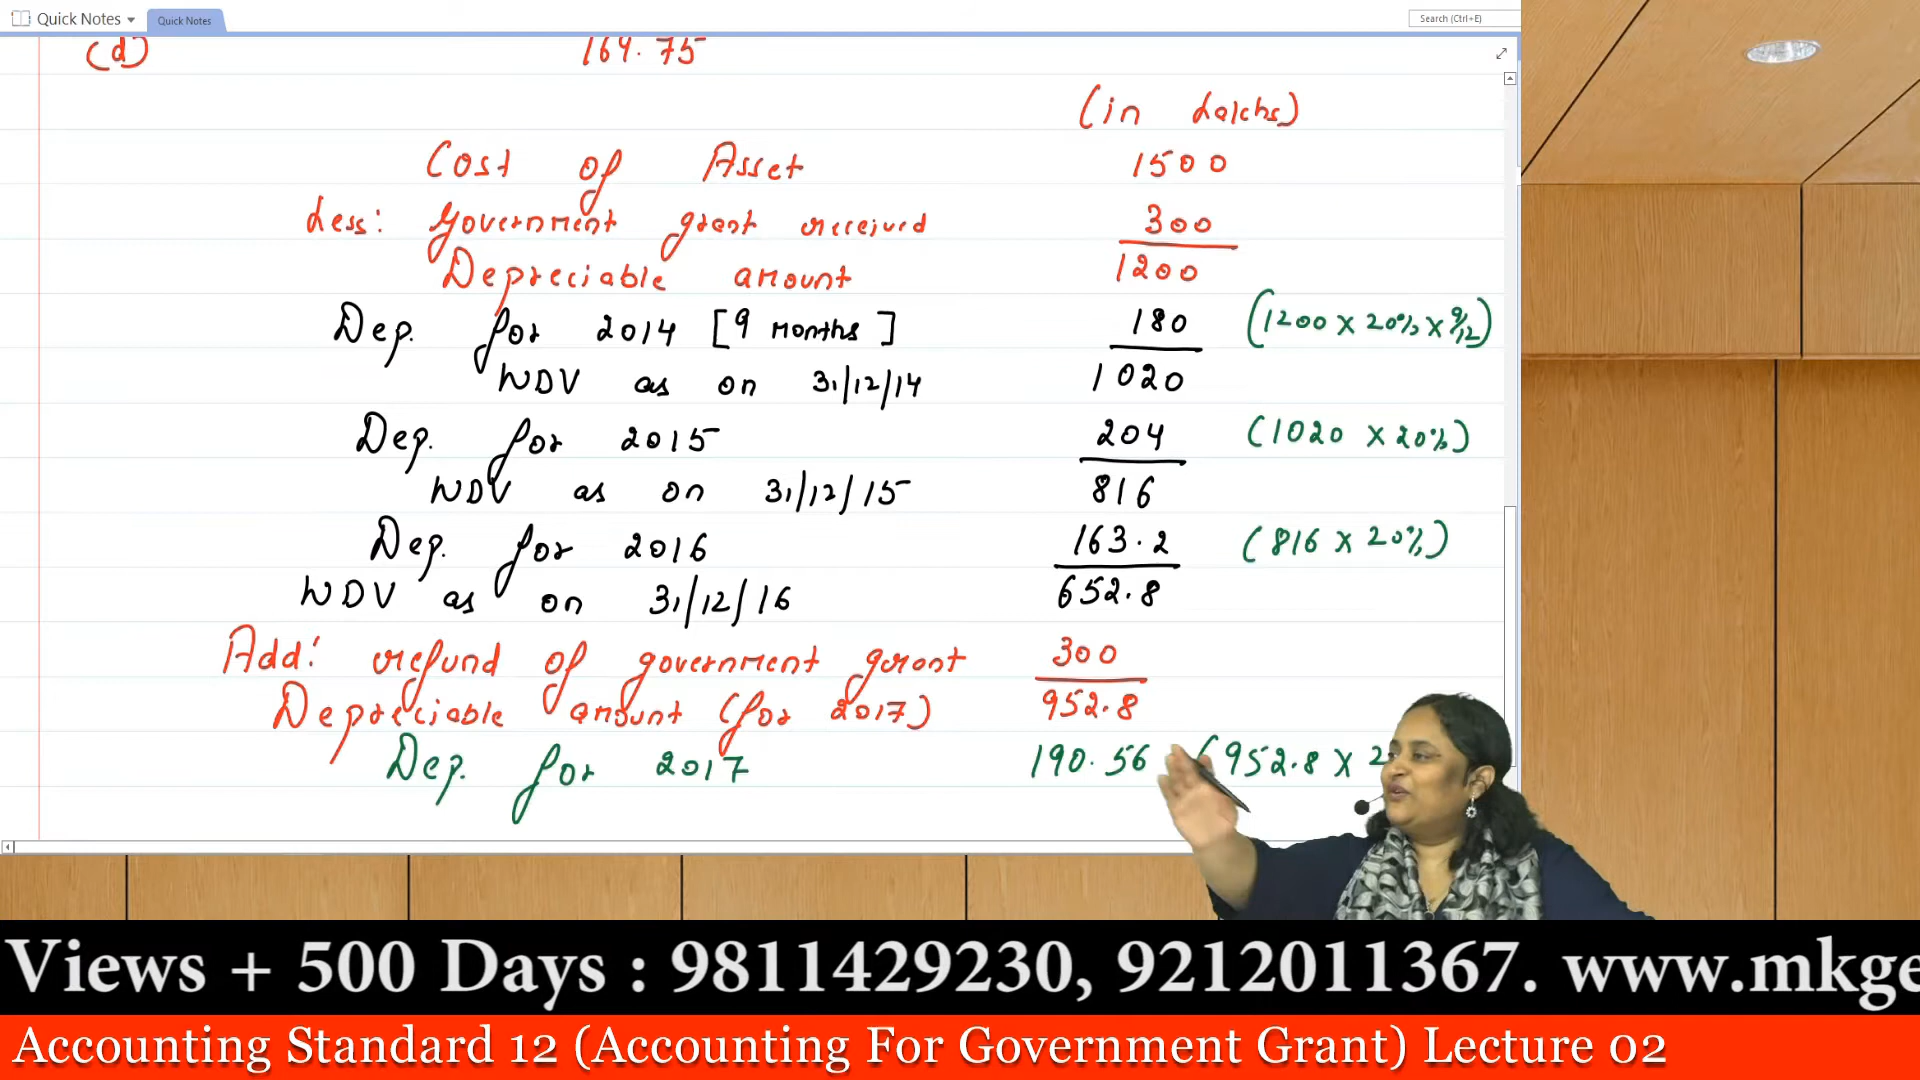 Quick Notes
Quick Notes
Search (Ctrl+E)
(d) 164.75
(in Lakhs)
Cost of Asset 1500
Less: Government grant received 300
Depreciable amount 1200
Dep. for 2014 [9 Months] 180 (1200 x 20% x 9/12)
WDV as on 31/12/14 1020
Dep. for 2015 204 (1020 x 20%)
WDV as on 31/12/15 816
Dep. for 2016 163.2 (816 x 20%)
WDV as on 31/12/16 652.8
Add: refund of government grant 300
Depreciable amount (for 2017) 952.8
Dep. for 2017 190.56 (952.8 x 2
Views + 500 Days : 9811429230, 9212011367. www.mkge
Accounting Standard 12 (Accounting For Government Grant) Lecture 02